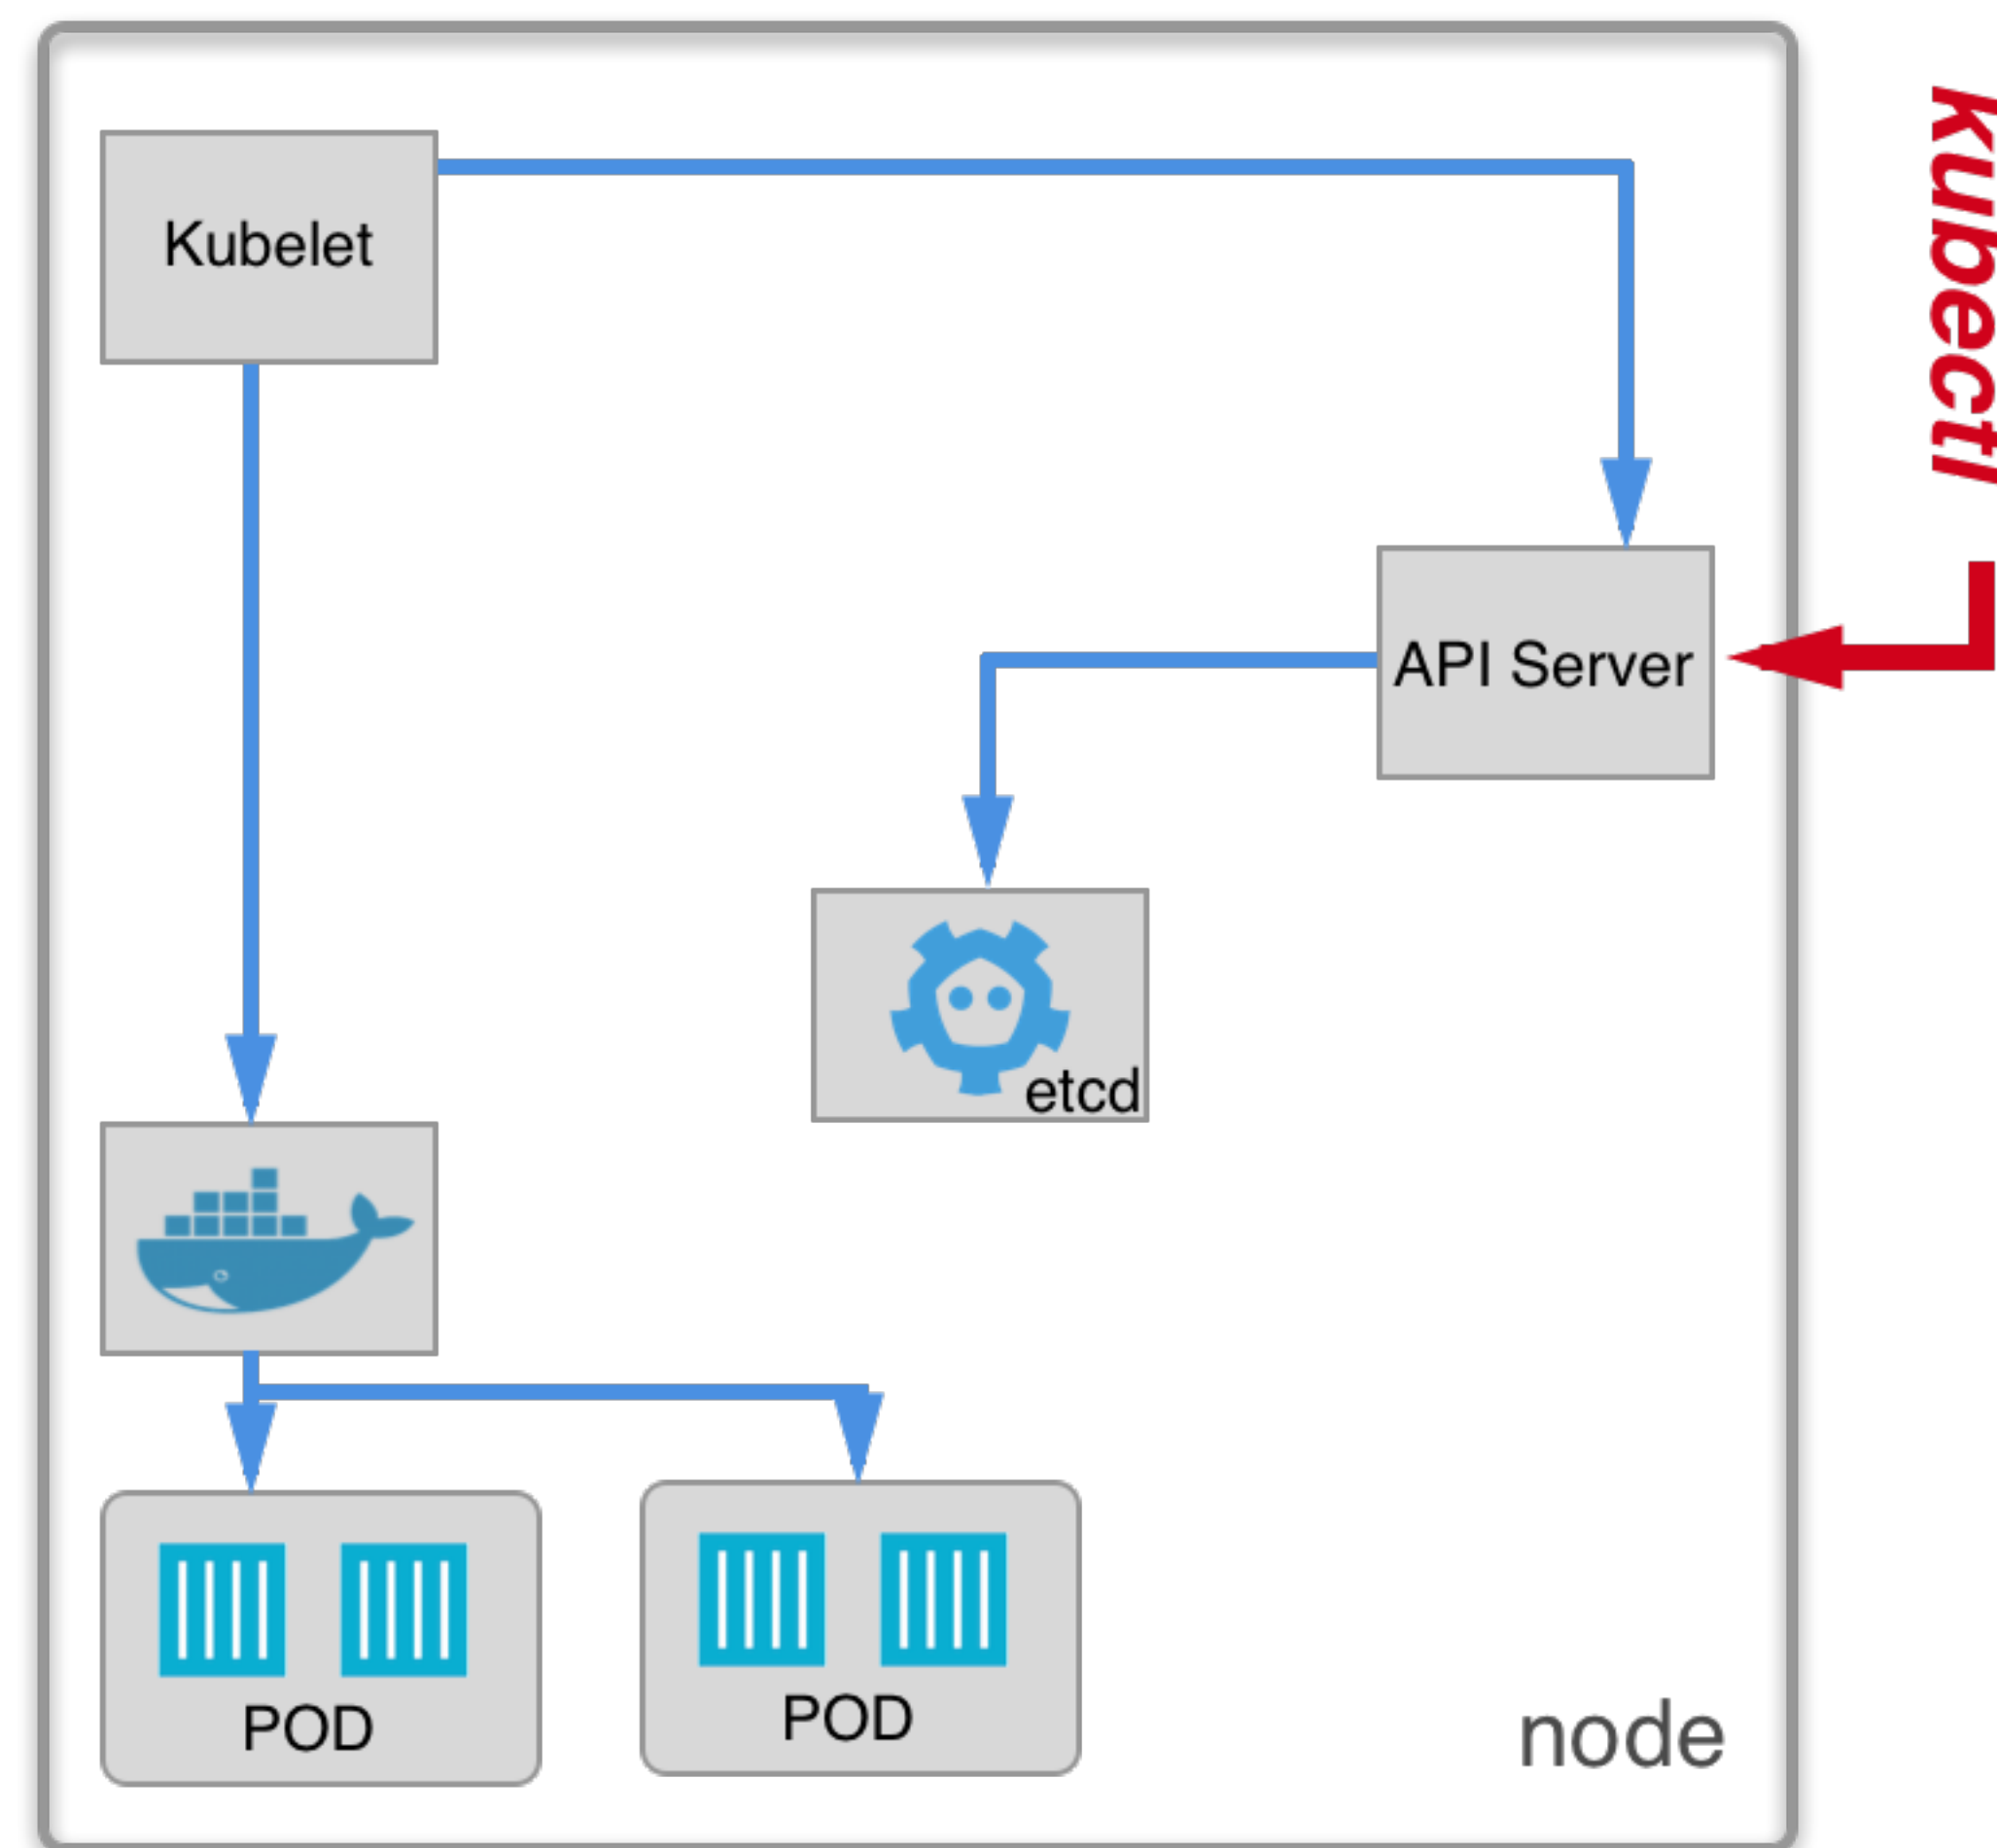 Kubelet
kubectl
API Server
etcd
POD
POD
node